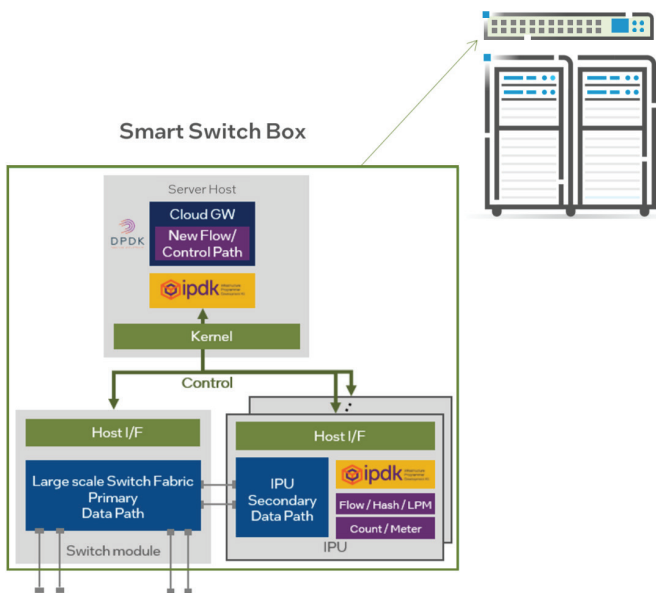 Smart Switch Box
Server Host
Cloud GW
DPDK
New Flow/
Control Path
ipdk
Kernel
Control
Host I/F
Large scale Switch Fabric
Primary
Data Path
Switch module
Host I/F
IPU
Secondary
Data Path
ipdk
Flow / Hash / LPM
Count / Meter
IPU